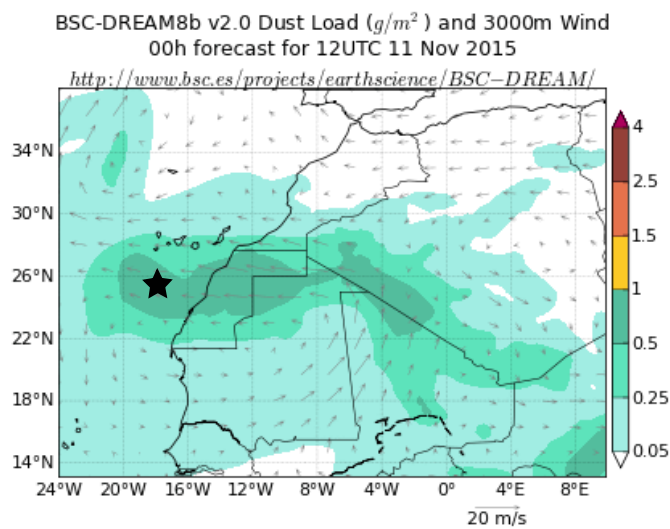 BSC-DREAM8b v2.0 Dust Load (g/m²) and 3000m Wind
00h forecast for 12UTC 11 Nov 2015
http://www.bsc.es/projects/earthscience/BSC−DREAM/
34°N
30°N
26°N
22°N
18°N
14°N
24°W 20°W 16°W 12°W 8°W 4°W 0° 4°E 8°E
20 m/s
4
2.5
1.5
1
0.5
0.25
0.05